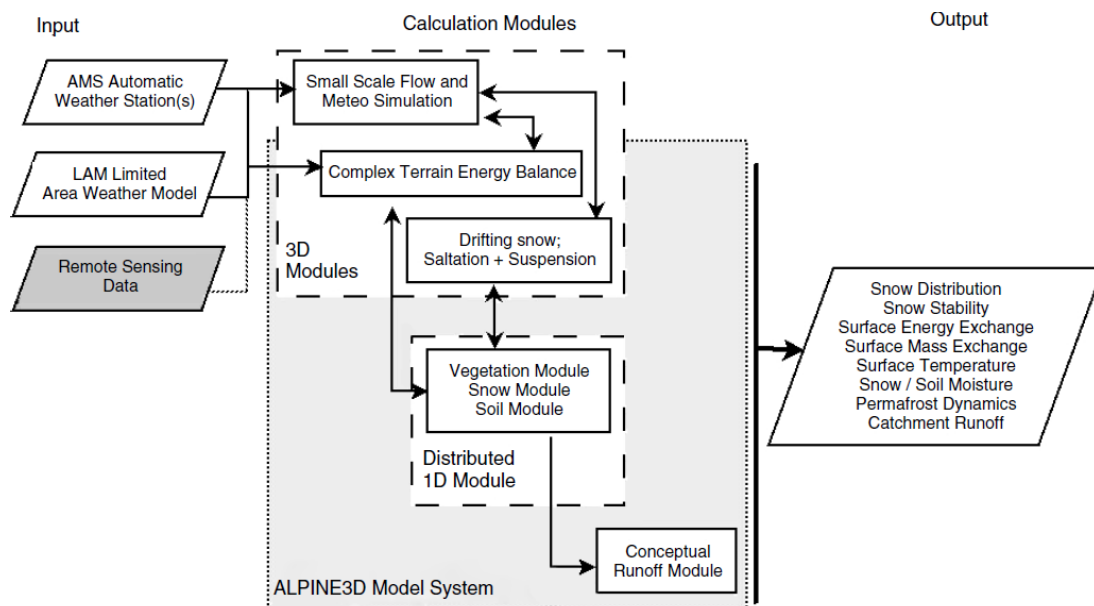 Input
Calculation Modules
Output
AMS Automatic
Weather Station(s)
Small Scale Flow and
Meteo Simulation
LAM Limited
Area Weather Model
Complex Terrain Energy Balance
Remote Sensing
Data
3D
Modules
Drifting snow;
Saltation + Suspension
Vegetation Module
Snow Module
Soil Module
Distributed
1D Module
Conceptual
Runoff Module
ALPINE3D Model System
Snow Distribution
Snow Stability
Surface Energy Exchange
Surface Mass Exchange
Surface Temperature
Snow / Soil Moisture
Permafrost Dynamics
Catchment Runoff